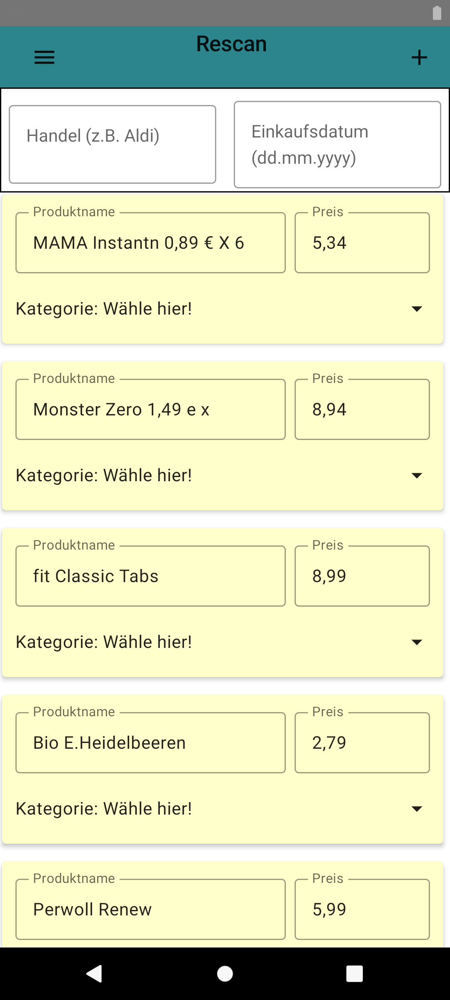 Rescan
Handel (z.B. Aldi)
Einkaufsdatum
(dd.mm.yyyy)
Produktname
Preis
MAMA Instantn 0,89 € X 6
5,34
Kategorie: Wähle hier!
Produktname
Preis
Monster Zero 1,49 e x
8,94
Kategorie: Wähle hier!
Produktname
Preis
fit Classic Tabs
8,99
Kategorie: Wähle hier!
Produktname
Preis
Bio E.Heidelbeeren
2,79
Kategorie: Wähle hier!
Produktname
Preis
Perwoll Renew
5,99